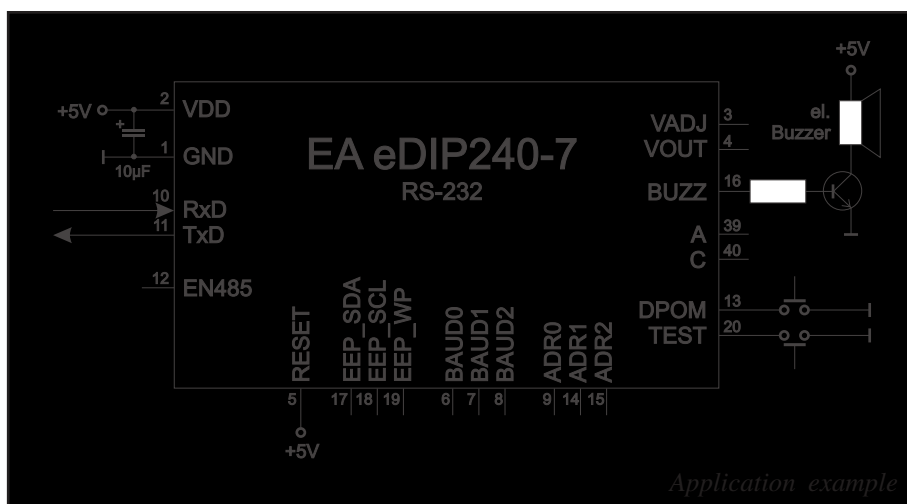 +5V
2 VDD
+5V
+
10µF
1 GND
EA eDIP240-7
RS-232
VADJ 3
VOUT 4
el.
Buzzer
BUZZ 16
10 RxD
11 TxD
A 39
C 40
12 EN485
DPOM 13
TEST 20
RESET
EEP_SDA
EEP_SCL
EEP_WP
BAUD0
BAUD1
BAUD2
ADR0
ADR1
ADR2
5 17 18 19 6 7 8 9 14 15
+5V
Application example